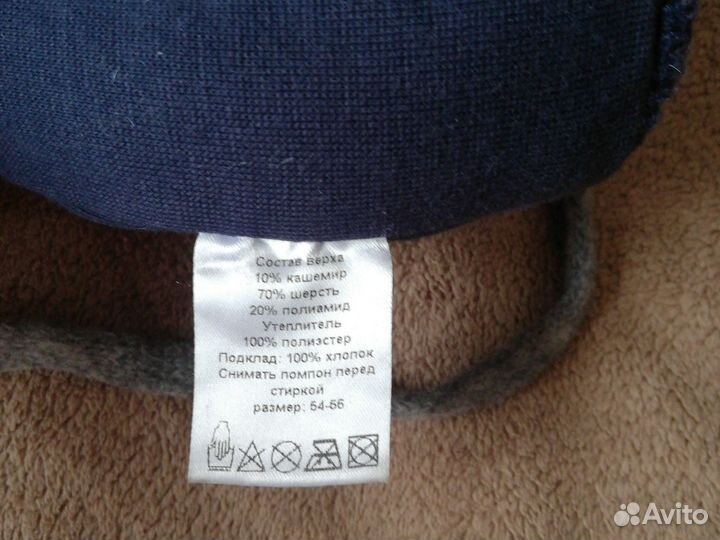 Состав верха
10% кашемир
70% шерсть
20% полиамид
Утеплитель
100% полиэстер
Подклад: 100% хлопок
Снимать помпон перед
стиркой
размер: 54-56
Avito